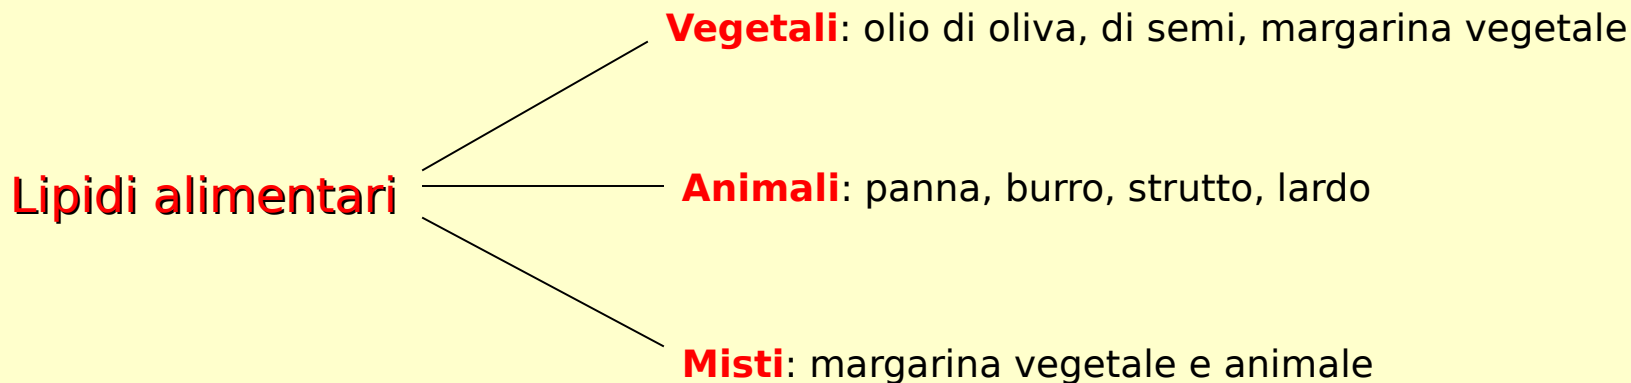 Vegetali: olio di oliva, di semi, margarina vegetale
Lipidi alimentari
Animali: panna, burro, strutto, lardo
Misti: margarina vegetale e animale